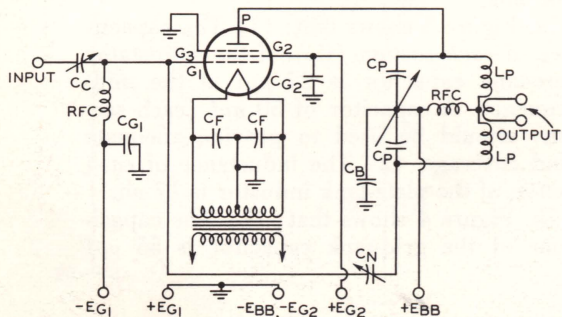 P
G3
G2
G1
INPUT
CC
CP
LP
CG2
RFC
RFC
CF
CF
OUTPUT
CG1
CP
LP
CB
CN
-EG1
+EG1
-EBB,-EG2
+EG2
+EBB